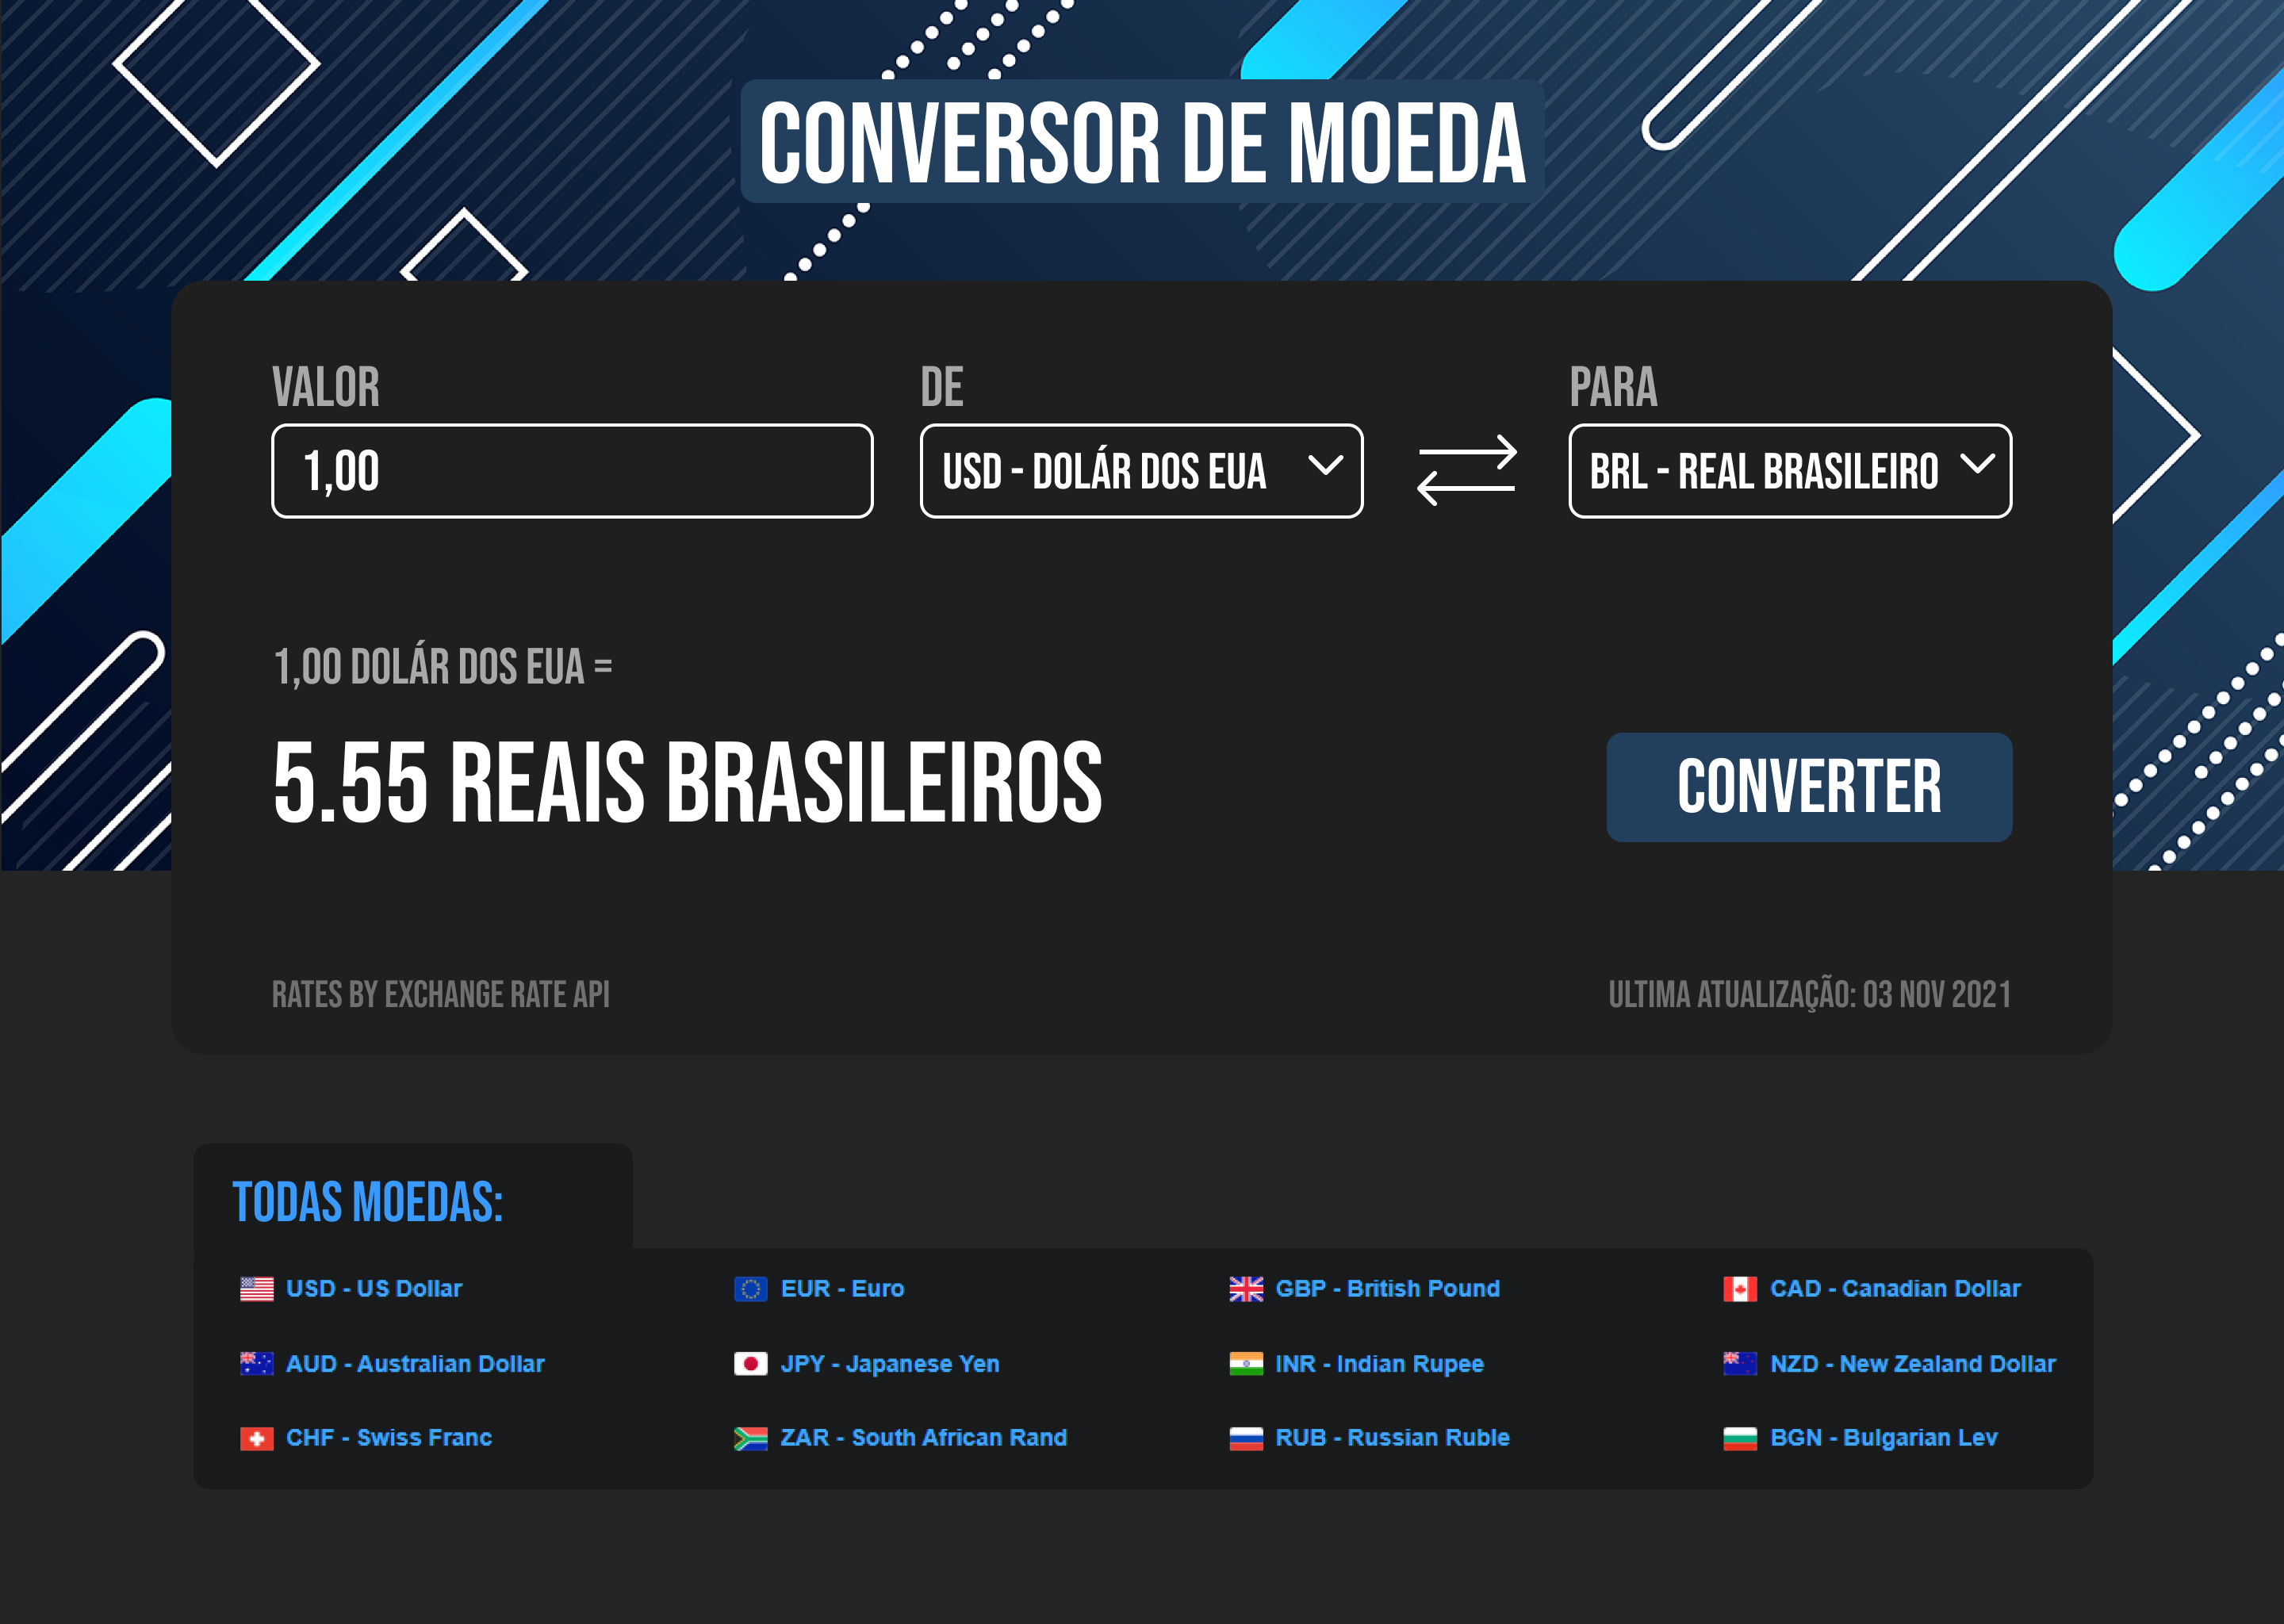 CONVERSOR DE MOEDA
VALOR
DE
PARA
1,00
USD - DOLÁR DOS EUA
BRL - REAL BRASILEIRO
1,00 DOLÁR DOS EUA =
5.55 REAIS BRASILEIROS
CONVERTER
RATES BY EXCHANGE RATE API
ULTIMA ATUALIZAÇÃO: 03 NOV 2021
TODAS MOEDAS:
USD - US Dollar
EUR - Euro
GBP - British Pound
CAD - Canadian Dollar
AUD - Australian Dollar
JPY - Japanese Yen
INR - Indian Rupee
NZD - New Zealand Dollar
CHF - Swiss Franc
ZAR - South African Rand
RUB - Russian Ruble
BGN - Bulgarian Lev